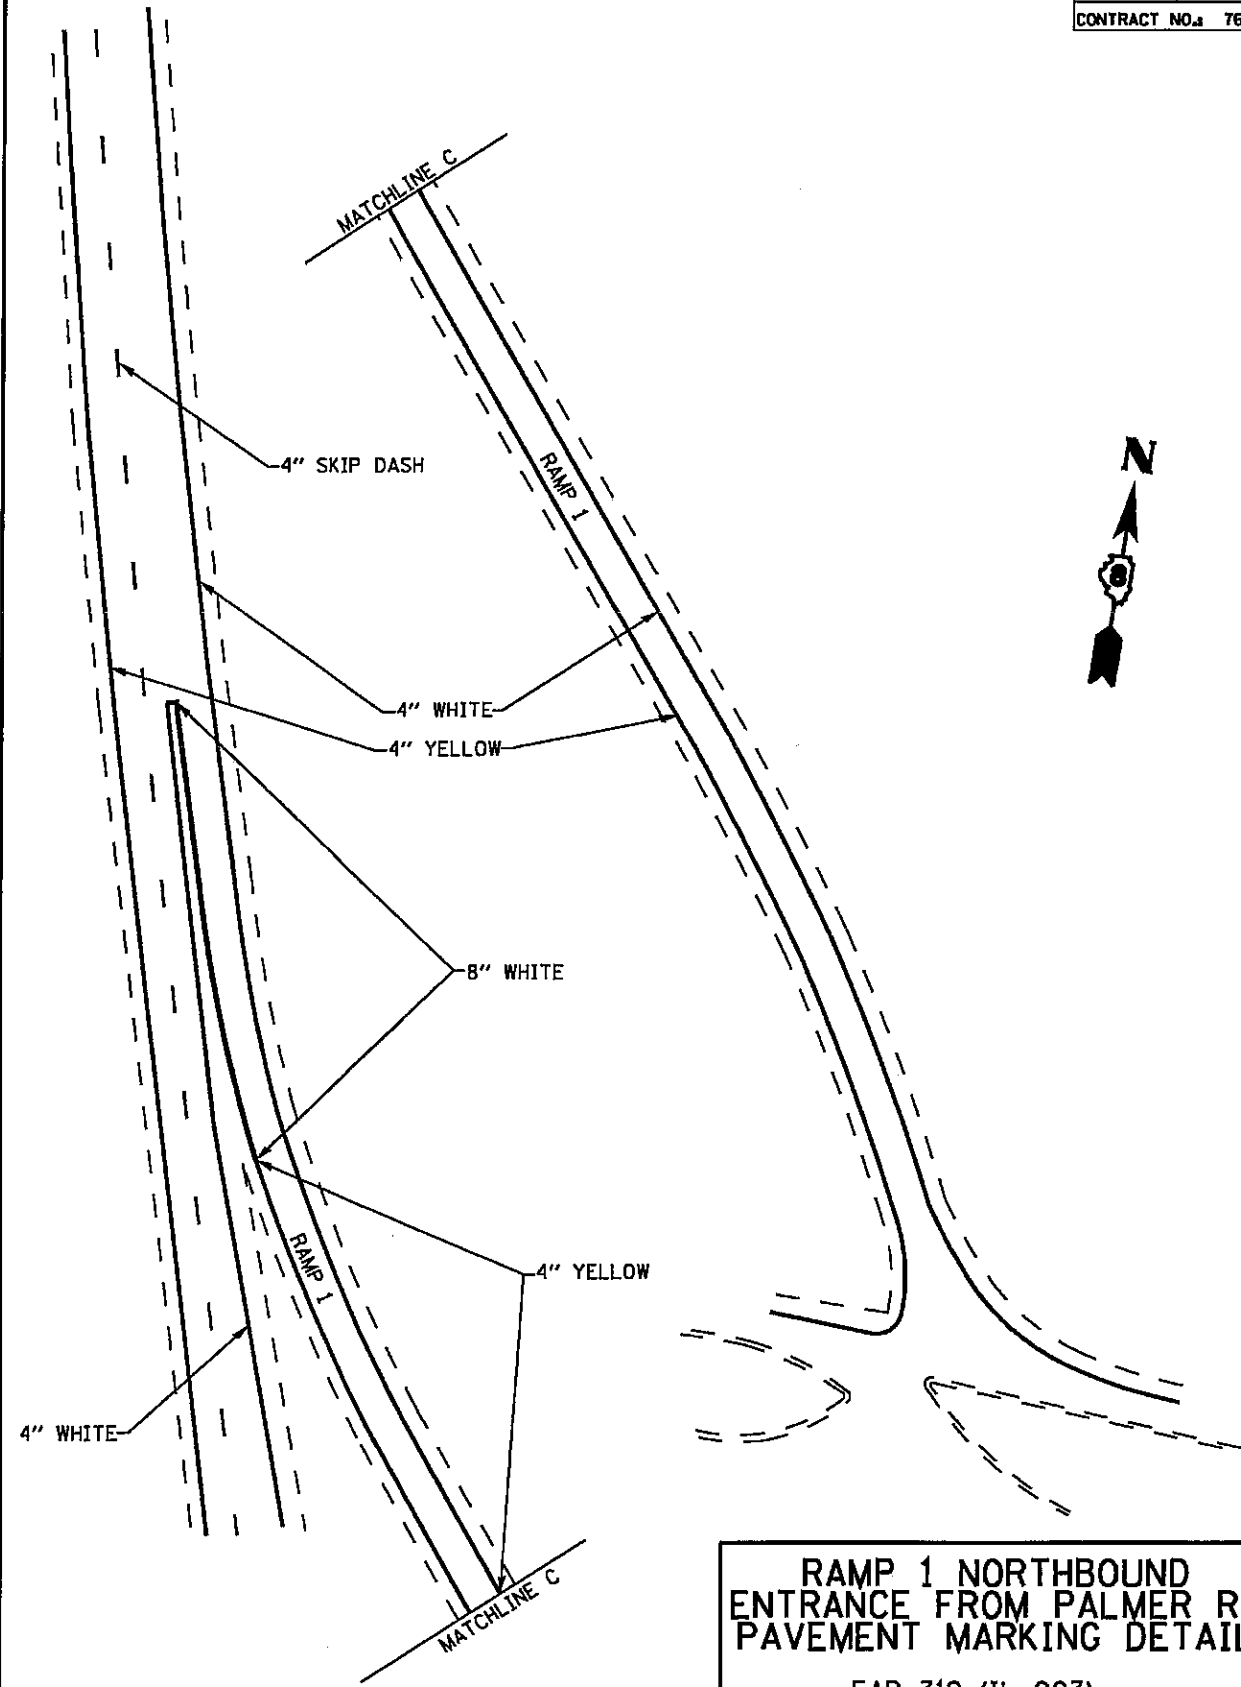 CONTRACT NO.: 76
MATCHLINE C
4" SKIP DASH
RAMP 1
N
8
4" WHITE
4" YELLOW
8" WHITE
RAMP 1
4" YELLOW
4" WHITE
MATCHLINE C
RAMP 1 NORTHBOUND
ENTRANCE FROM PALMER R
PAVEMENT MARKING DETAIL